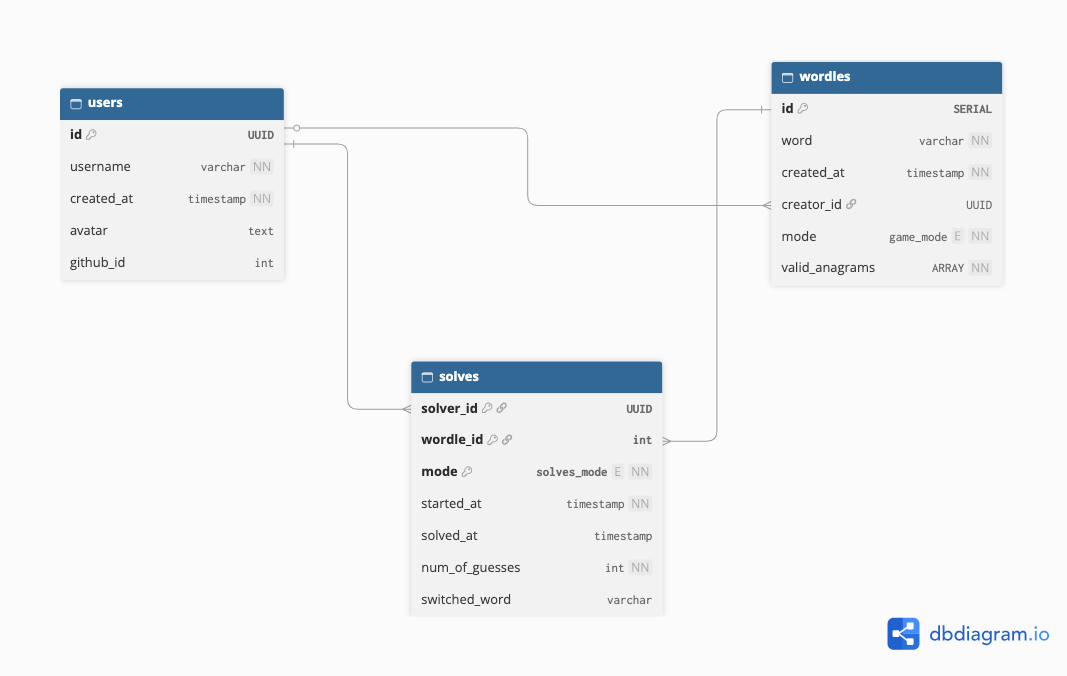 users
id UUID
username varchar NN
created_at timestamp NN
avatar text
github_id int
wordles
id SERIAL
word varchar NN
created_at timestamp NN
creator_id UUID
mode game_mode E NN
valid_anagrams ARRAY NN
solves
solver_id UUID
wordle_id int
mode solves_mode E NN
started_at timestamp NN
solved_at timestamp
num_of_guesses int NN
switched_word varchar
dbdiagram.io